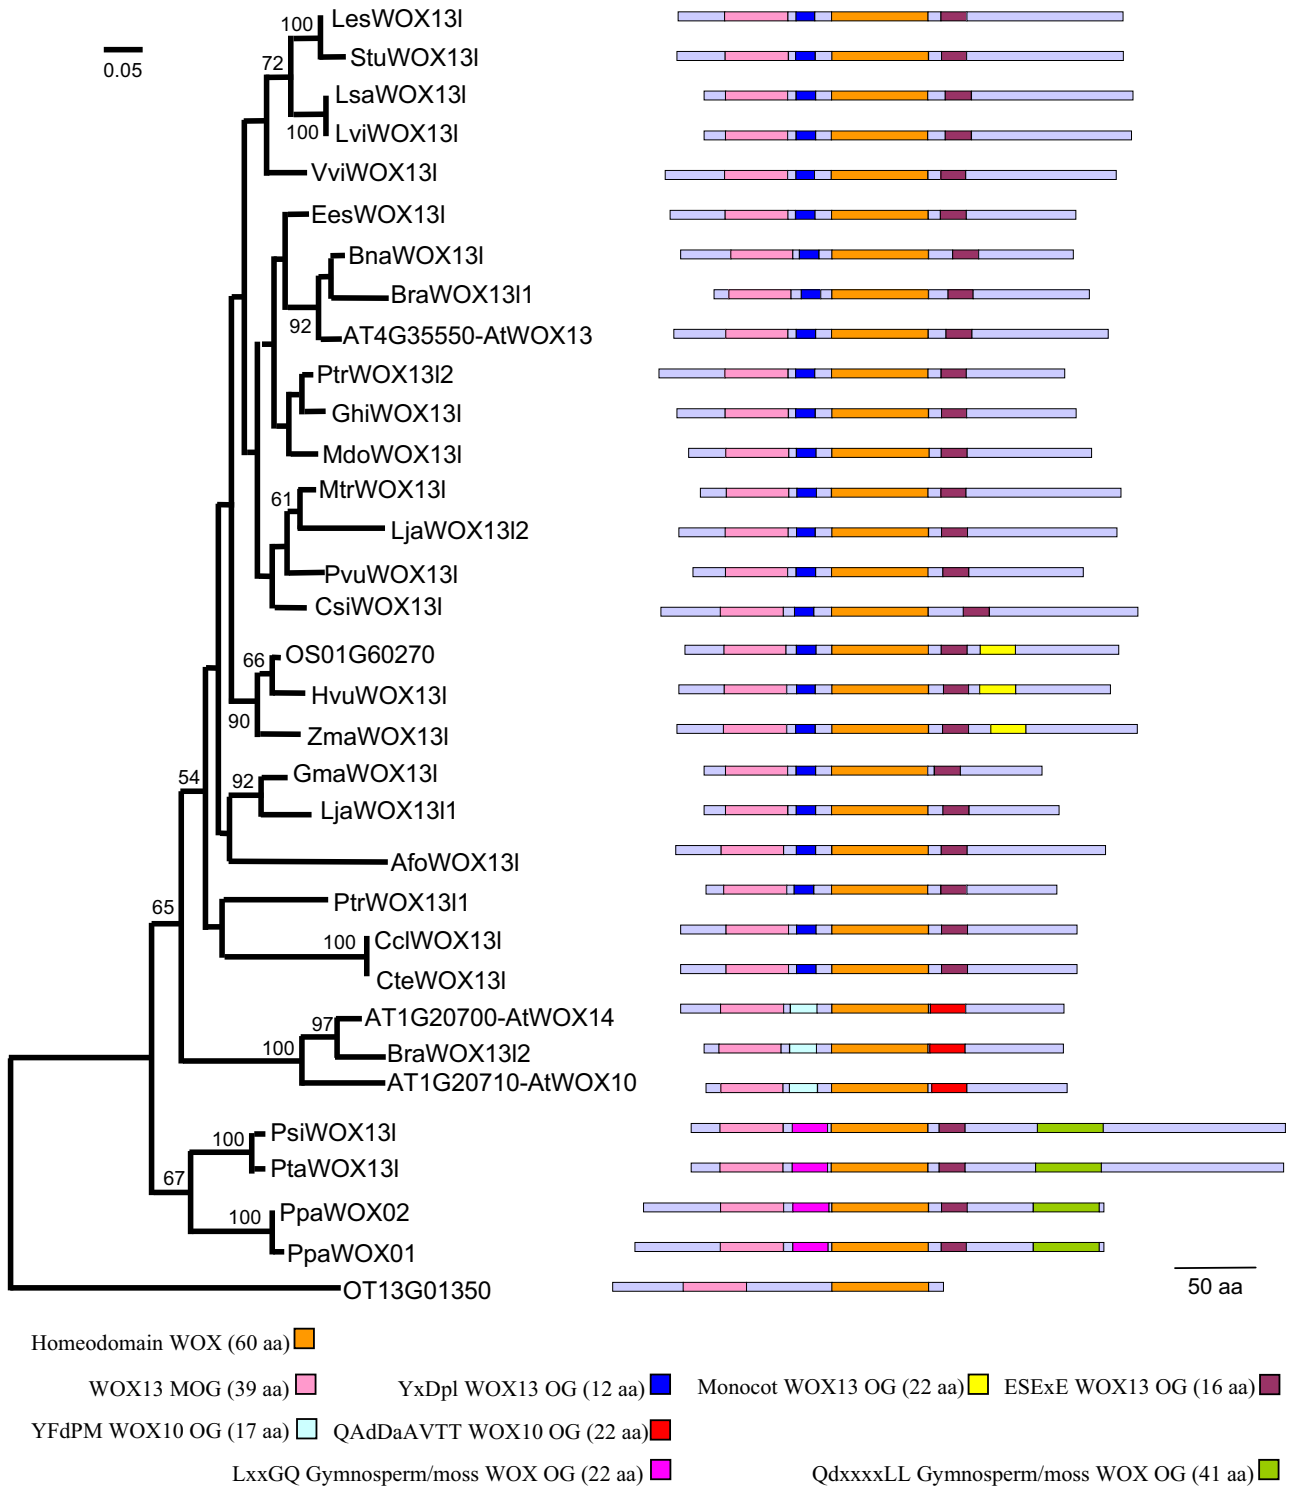 100
LesWOX13l
0.05
StuWOX13l
72
LsaWOX13l
100
LviWOX13l
VviWOX13l
EesWOX13l
BnaWOX13l
BraWOX13l1
92
AT4G35550-AtWOX13
PtrWOX13l2
GhiWOX13l
MdoWOX13l
61
MtrWOX13l
LjaWOX13l2
PvuWOX13l
CsiWOX13l
66
OS01G60270
HvuWOX13l
90
ZmaWOX13l
54
92
GmaWOX13l
LjaWOX13l1
AfoWOX13l
65
PtrWOX13l1
100
CclWOX13l
CteWOX13l
97
AT1G20700-AtWOX14
100
BraWOX13l2
AT1G20710-AtWOX10
100
PsiWOX13l
PtaWOX13l
67
100
PpaWOX02
PpaWOX01
50 aa
OT13G01350
Homeodomain WOX (60 aa)
WOX13 MOG (39 aa)
YxDpl WOX13 OG (12 aa)
Monocot WOX13 OG (22 aa)
ESExE WOX13 OG (16 aa)
YFdPM WOX10 OG (17 aa)
QAdDaAVTT WOX10 OG (22 aa)
LxxGQ Gymnosperm/moss WOX OG (22 aa)
QdxxxxLL Gymnosperm/moss WOX OG (41 aa)